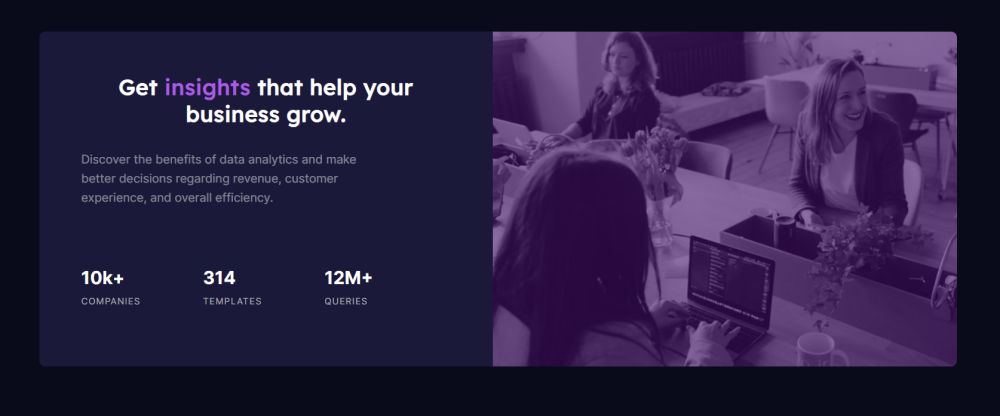 Get insights that help your
business grow.
Discover the benefits of data analytics and make
better decisions regarding revenue, customer
experience, and overall efficiency.
10k+ 314 12M+
COMPANIES TEMPLATES QUERIES